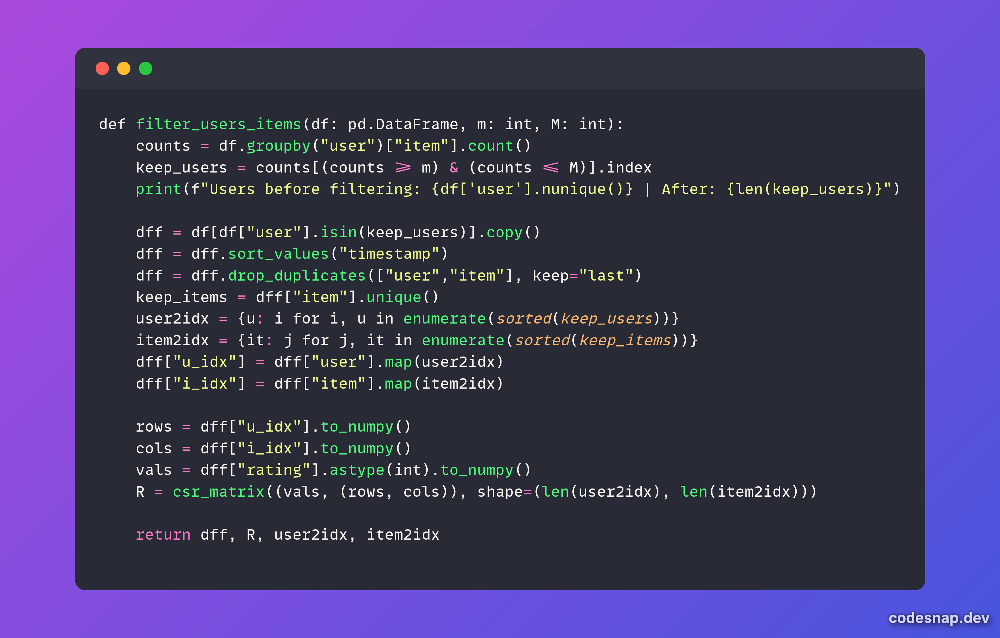 def filter_users_items(df: pd.DataFrame, m: int, M: int):
    counts = df.groupby("user")["item"].count()
    keep_users = counts[(counts >= m) & (counts <= M)].index
    print(f"Users before filtering: {df['user'].nunique()} | After: {len(keep_users)}")

    dff = df[df["user"].isin(keep_users)].copy()
    dff = dff.sort_values("timestamp")
    dff = dff.drop_duplicates(["user","item"], keep="last")
    keep_items = dff["item"].unique()
    user2idx = {u: i for i, u in enumerate(sorted(keep_users))}
    item2idx = {it: j for j, it in enumerate(sorted(keep_items))}
    dff["u_idx"] = dff["user"].map(user2idx)
    dff["i_idx"] = dff["item"].map(item2idx)

    rows = dff["u_idx"].to_numpy()
    cols = dff["i_idx"].to_numpy()
    vals = dff["rating"].astype(int).to_numpy()
    R = csr_matrix((vals, (rows, cols)), shape=(len(user2idx), len(item2idx)))

    return dff, R, user2idx, item2idx
codesnap.dev